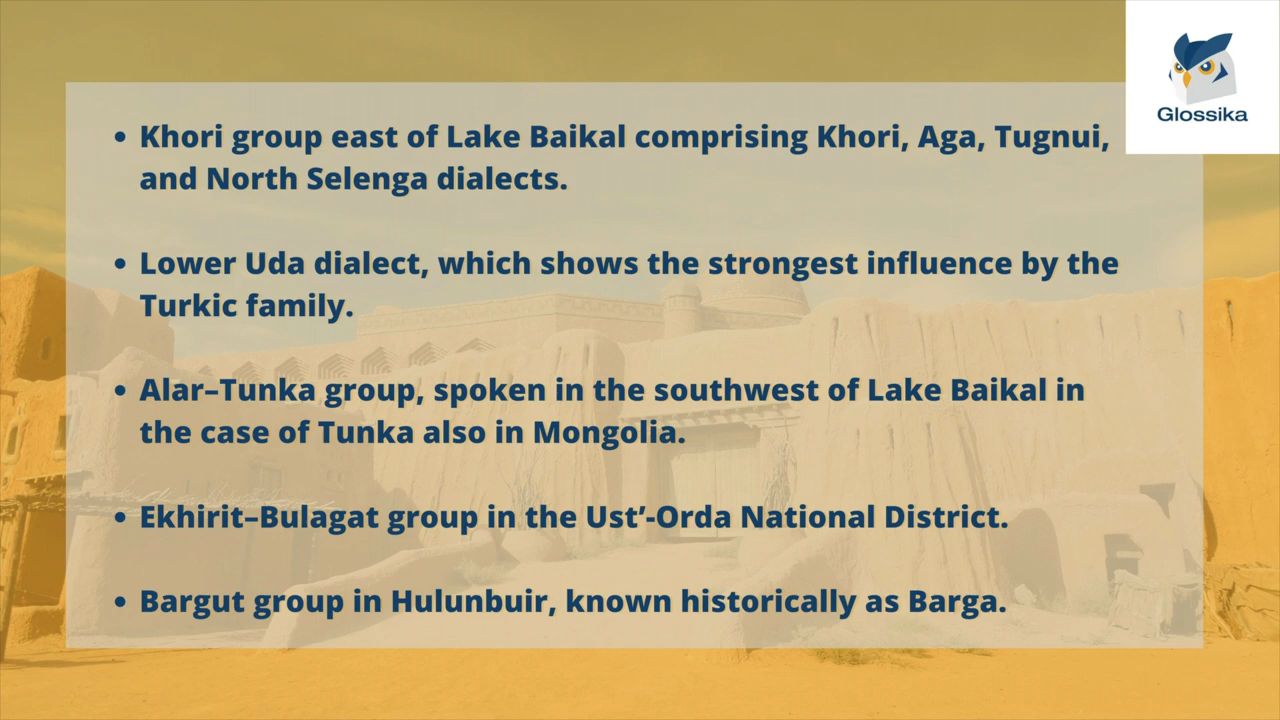 Glossika
• Khori group east of Lake Baikal comprising Khori, Aga, Tugnui,
and North Selenga dialects.
• Lower Uda dialect, which shows the strongest influence by the
Turkic family.
• Alar–Tunka group, spoken in the southwest of Lake Baikal in
the case of Tunka also in Mongolia.
• Ekhirit–Bulagat group in the Ust’-Orda National District.
• Bargut group in Hulunbuir, known historically as Barga.